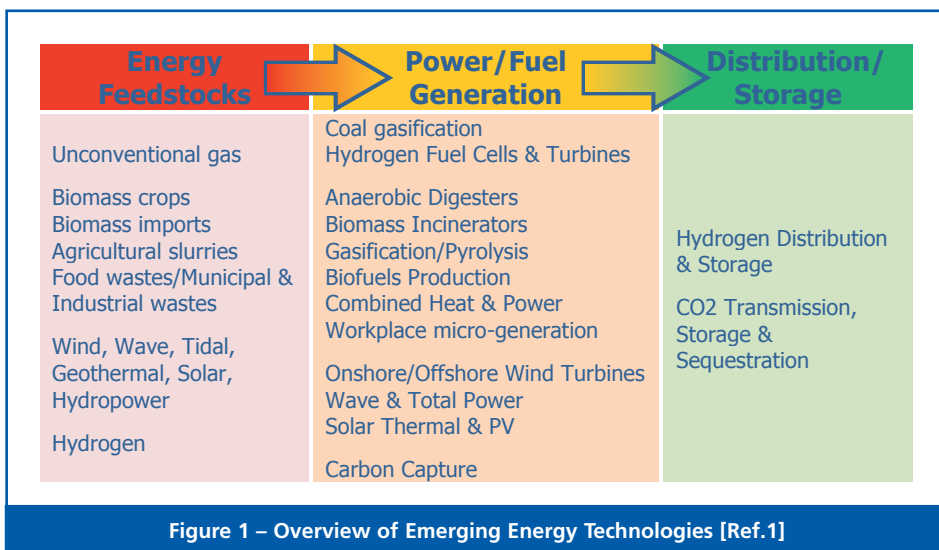 Energy
Feedstocks
Power/Fuel
Generation
Distribution/
Storage
Unconventional gas
Biomass crops
Biomass imports
Agricultural slurries
Food wastes/Municipal &
Industrial wastes
Wind, Wave, Tidal,
Geothermal, Solar,
Hydropower
Hydrogen
Coal gasification
Hydrogen Fuel Cells & Turbines
Anaerobic Digesters
Biomass Incinerators
Gasification/Pyrolysis
Biofuels Production
Combined Heat & Power
Workplace micro-generation
Onshore/Offshore Wind Turbines
Wave & Total Power
Solar Thermal & PV
Carbon Capture
Hydrogen Distribution
& Storage
CO2 Transmission,
Storage &
Sequestration
Figure 1 – Overview of Emerging Energy Technologies [Ref.1]